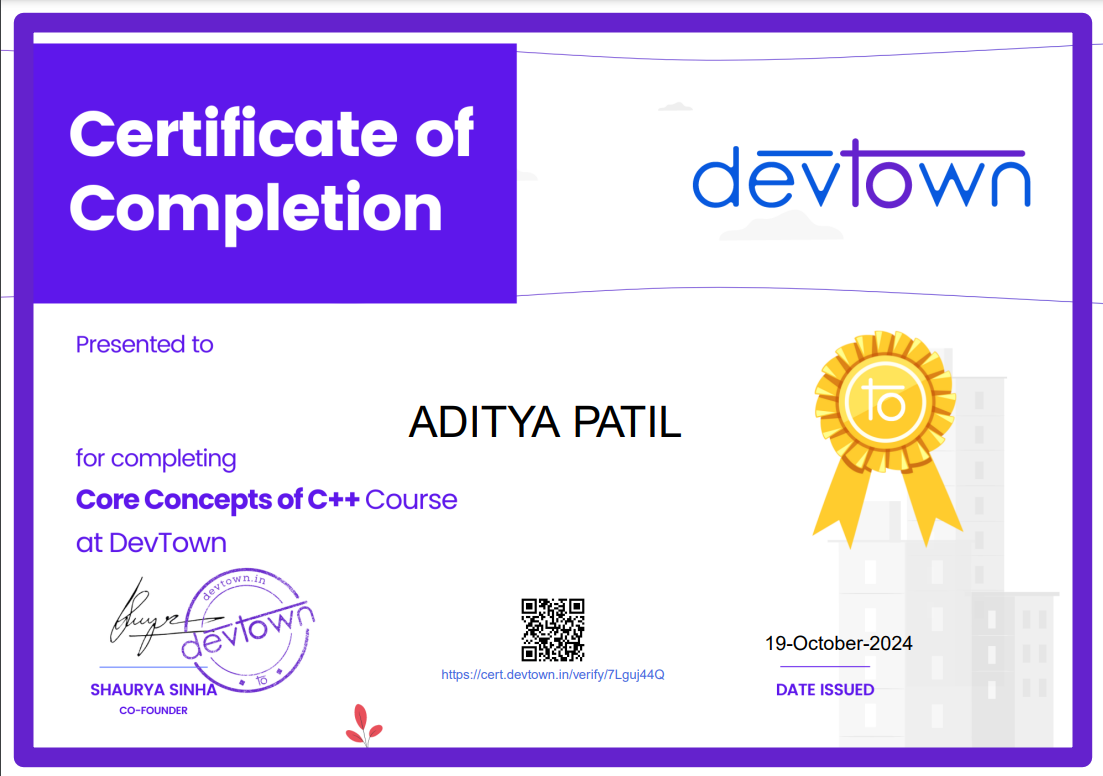 Certificate of
Completion
devtown
Presented to
ADITYA PATIL
for completing
Core Concepts of C++ Course
at DevTown
to
devtown.in
devtown
to
SHAURYA SINHA
CO-FOUNDER
https://cert.devtown.in/verify/7Lguj44Q
19-October-2024
DATE ISSUED